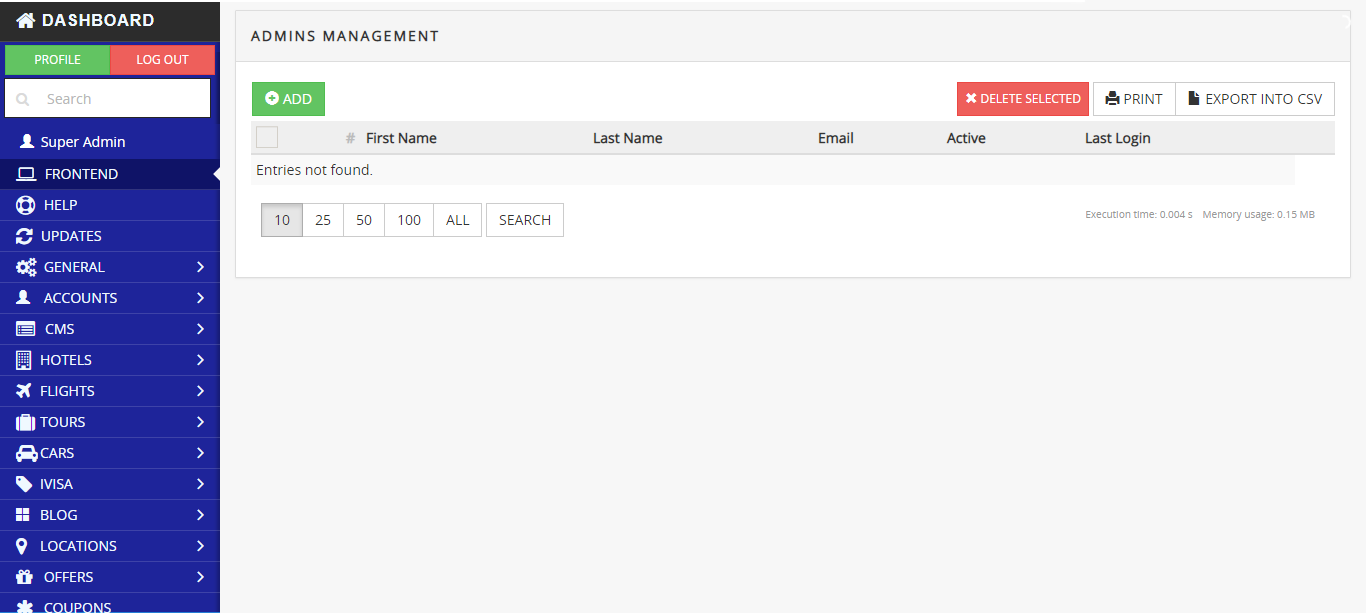 DASHBOARD
PROFILE LOG OUT
Search
Super Admin
FRONTEND
HELP
UPDATES
GENERAL
ACCOUNTS
CMS
HOTELS
FLIGHTS
TOURS
CARS
IVISA
BLOG
LOCATIONS
OFFERS
COUPONS
ADMINS MANAGEMENT
ADD DELETE SELECTED PRINT EXPORT INTO CSV
# First Name Last Name Email Active Last Login
Entries not found.
10 25 50 100 ALL SEARCH
Execution time: 0.004 s Memory usage: 0.15 MB